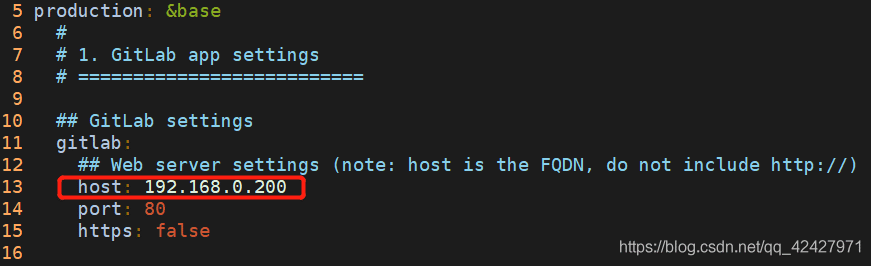 5 production: &base
6 #
7 # 1. GitLab app settings
8 # ==========================
9
10 ## GitLab settings
11 gitlab:
12 ## Web server settings (note: host is the FQDN, do not include http://)
13 host: 192.168.0.200
14 port: 80
15 https: false
16
https://blog.csdn.net/qq_42427971